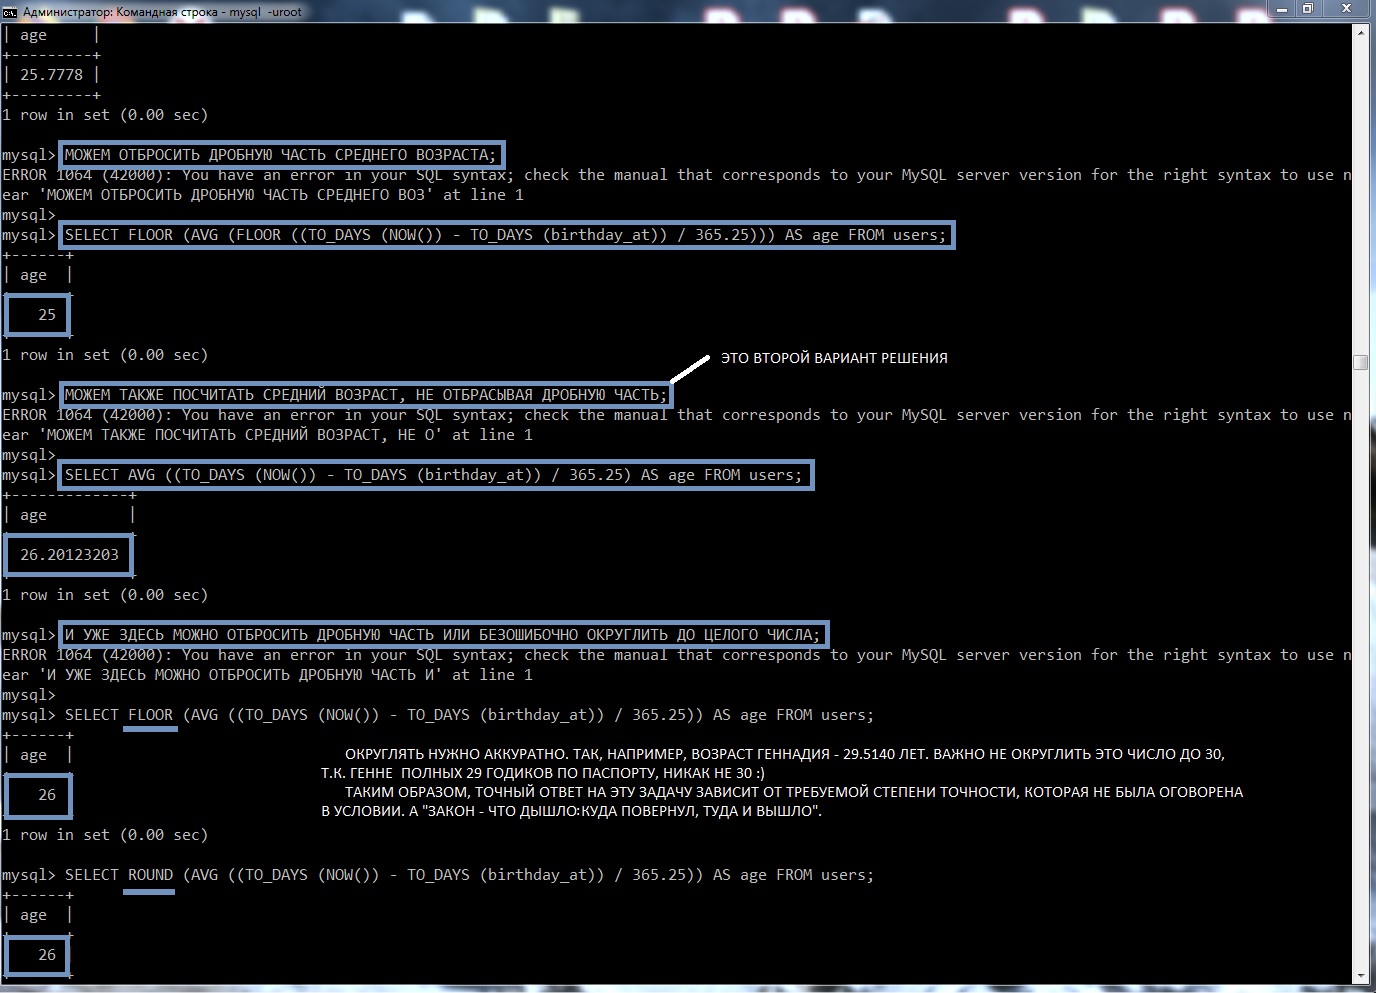 Администратор: Командная строка - mysql  -uroot
| age     |
+---------+
| 25.7778 |
+---------+
1 row in set (0.00 sec)
mysql> МОЖЕМ ОТБРОСИТЬ ДРОБНУЮ ЧАСТЬ СРЕДНЕГО ВОЗРАСТА;
ERROR 1064 (42000): You have an error in your SQL syntax; check the manual that corresponds to your MySQL server version for the right syntax to use n
ear 'МОЖЕМ ОТБРОСИТЬ ДРОБНУЮ ЧАСТЬ СРЕДНЕГО ВОЗ' at line 1
mysql>
mysql> SELECT FLOOR (AVG (FLOOR ((TO_DAYS (NOW()) - TO_DAYS (birthday_at)) / 365.25))) AS age FROM users;
+------+
| age  |
25
1 row in set (0.00 sec)
ЭТО ВТОРОЙ ВАРИАНТ РЕШЕНИЯ
mysql> МОЖЕМ ТАКЖЕ ПОСЧИТАТЬ СРЕДНИЙ ВОЗРАСТ, НЕ ОТБРАСЫВАЯ ДРОБНУЮ ЧАСТЬ;
ERROR 1064 (42000): You have an error in your SQL syntax; check the manual that corresponds to your MySQL server version for the right syntax to use n
ear 'МОЖЕМ ТАКЖЕ ПОСЧИТАТЬ СРЕДНИЙ ВОЗРАСТ, НЕ О' at line 1
mysql>
mysql> SELECT AVG ((TO_DAYS (NOW()) - TO_DAYS (birthday_at)) / 365.25) AS age FROM users;
+-------------+
| age         |
26.20123203
1 row in set (0.00 sec)
mysql> И УЖЕ ЗДЕСЬ МОЖНО ОТБРОСИТЬ ДРОБНУЮ ЧАСТЬ ИЛИ БЕЗОШИБОЧНО ОКРУГЛИТЬ ДО ЦЕЛОГО ЧИСЛА;
ERROR 1064 (42000): You have an error in your SQL syntax; check the manual that corresponds to your MySQL server version for the right syntax to use n
ear 'И УЖЕ ЗДЕСЬ МОЖНО ОТБРОСИТЬ ДРОБНУЮ ЧАСТЬ И' at line 1
mysql>
mysql> SELECT FLOOR (AVG ((TO_DAYS (NOW()) - TO_DAYS (birthday_at)) / 365.25)) AS age FROM users;
+------+
| age  |
26
ОКРУГЛЯТЬ НУЖНО АККУРАТНО. ТАК, НАПРИМЕР, ВОЗРАСТ ГЕННАДИЯ - 29.5140 ЛЕТ. ВАЖНО НЕ ОКРУГЛИТЬ ЭТО ЧИСЛО ДО 30,
Т.К. ГЕННЕ  ПОЛНЫХ 29 ГОДИКОВ ПО ПАСПОРТУ, НИКАК НЕ 30 :)
ТАКИМ ОБРАЗОМ, ТОЧНЫЙ ОТВЕТ НА ЭТУ ЗАДАЧУ ЗАВИСИТ ОТ ТРЕБУЕМОЙ СТЕПЕНИ ТОЧНОСТИ, КОТОРАЯ НЕ БЫЛА ОГОВОРЕНА
В УСЛОВИИ. А "ЗАКОН - ЧТО ДЫШЛО:КУДА ПОВЕРНУЛ, ТУДА И ВЫШЛО".
1 row in set (0.00 sec)
mysql> SELECT ROUND (AVG ((TO_DAYS (NOW()) - TO_DAYS (birthday_at)) / 365.25)) AS age FROM users;
+------+
| age  |
26